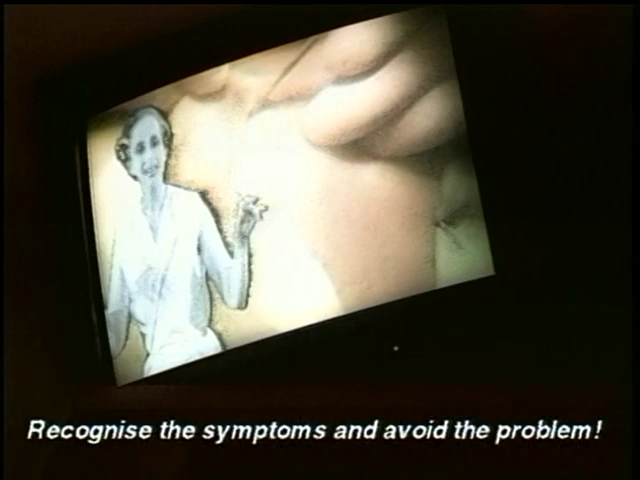 Recognise the symptoms and avoid the problem!